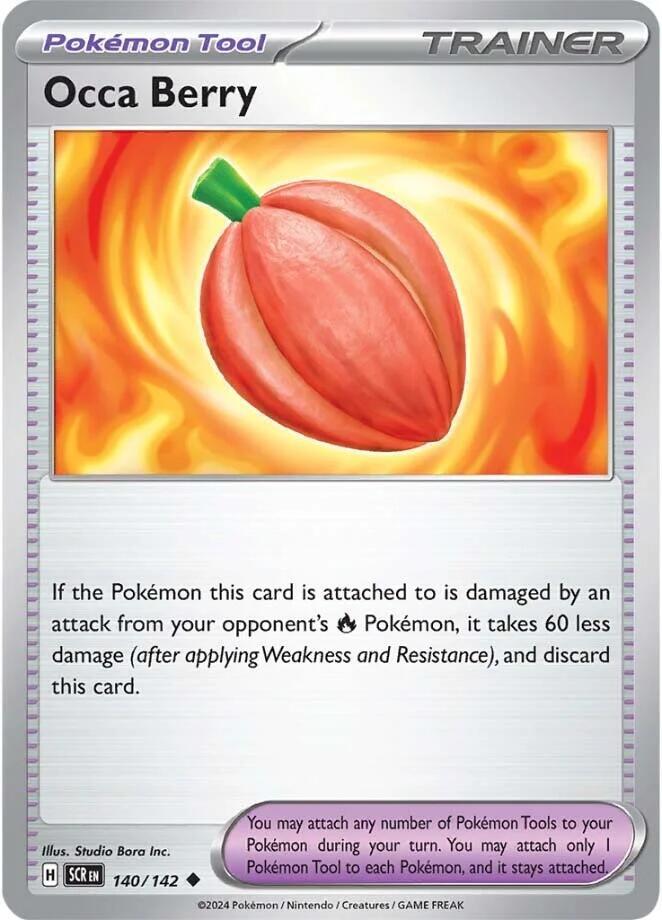 Pokémon Tool
TRAINER
Occa Berry
If the Pokémon this card is attached to is damaged by an
attack from your opponent's Pokémon, it takes 60 less
damage (after applying Weakness and Resistance), and discard
this card.
You may attach any number of Pokémon Tools to your
Pokémon during your turn. You may attach only 1
Pokémon Tool to each Pokémon, and it stays attached.
Illus. Studio Bora Inc.
H SCR EN 140/142
©2024 Pokémon / Nintendo / Creatures / GAME FREAK